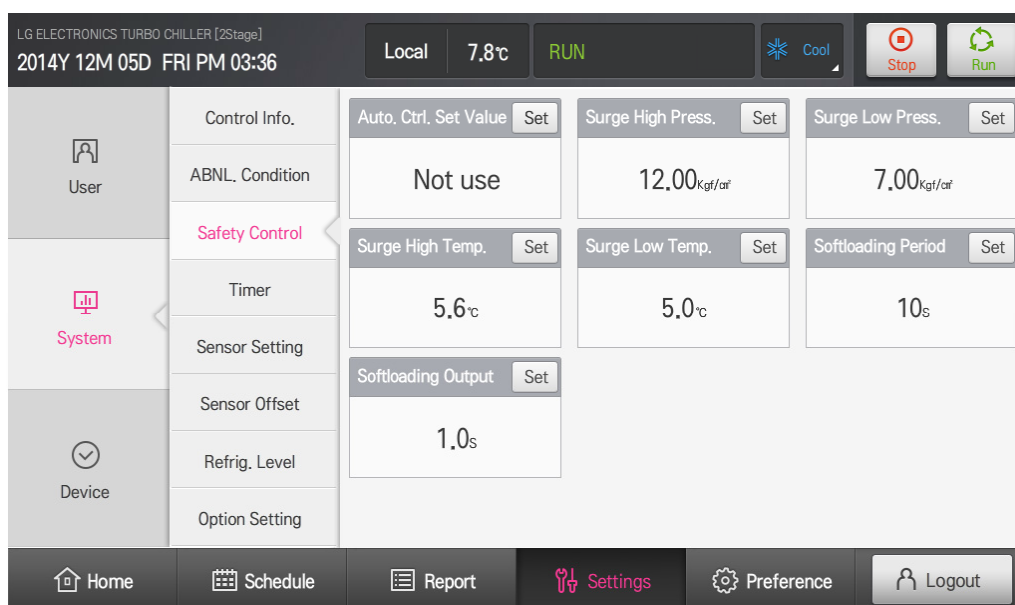 LG ELECTRONICS TURBO CHILLER [2Stage]
2014Y 12M 05D FRI PM 03:36
Local
7.8℃
RUN
Cool
Stop
Run
User
System
Device
Control Info.
ABNL. Condition
Safety Control
Timer
Sensor Setting
Sensor Offset
Refrig. Level
Option Setting
Auto. Ctrl. Set Value Set
Not use
Surge High Press. Set
12.00Kgf/㎠
Surge Low Press. Set
7.00Kgf/㎠
Surge High Temp. Set
5.6℃
Surge Low Temp. Set
5.0℃
Softloading Period Set
10s
Softloading Output Set
1.0s
Home
Schedule
Report
Settings
Preference
Logout